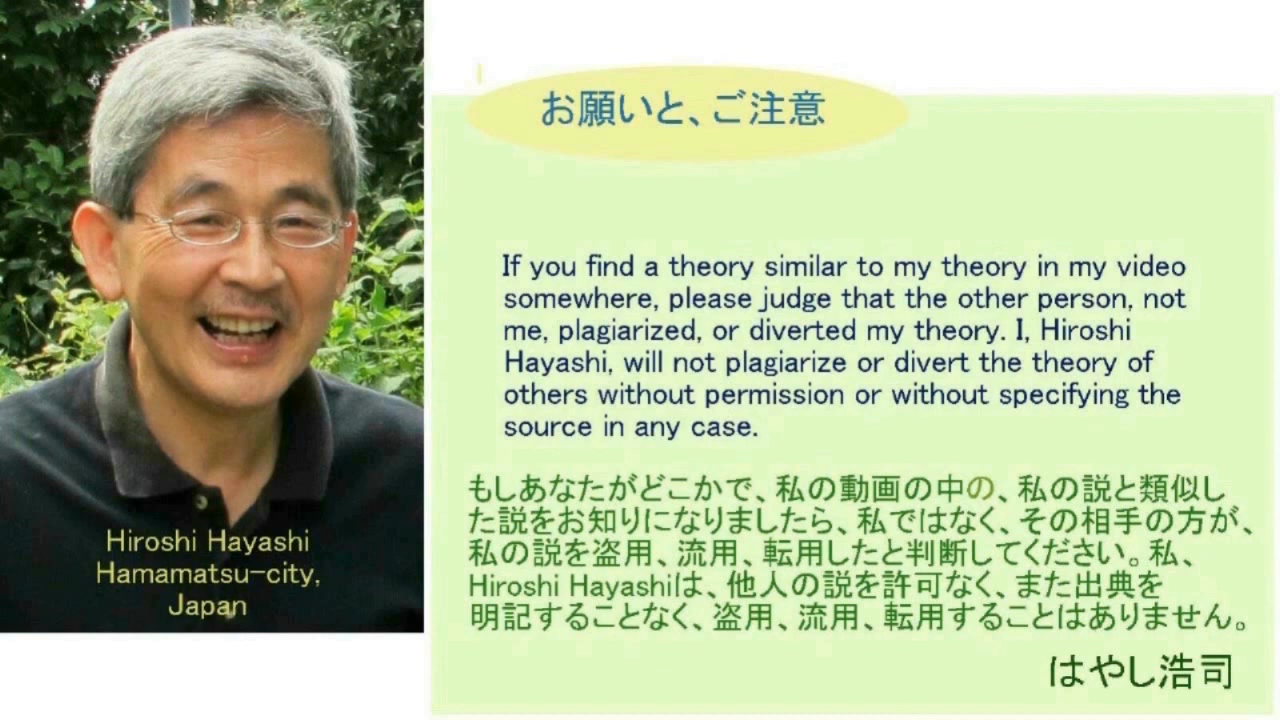 お願いと、ご注意
If you find a theory similar to my theory in my video
somewhere, please judge that the other person, not
me, plagiarized, or diverted my theory. I, Hiroshi
Hayashi, will not plagiarize or divert the theory of
others without permission or without specifying the
source in any case.
もしあなたがどこかで、私の動画の中の、私の説と類似し
た説をお知りになりましたら、私ではなく、その相手の方が、
私の説を盗用、流用、転用したと判断してください。私、
Hiroshi Hayashiは、他人の説を許可なく、また出典を
明記することなく、盗用、流用、転用することはありません。
はやし浩司
Hiroshi Hayashi
Hamamatsu-city,
Japan